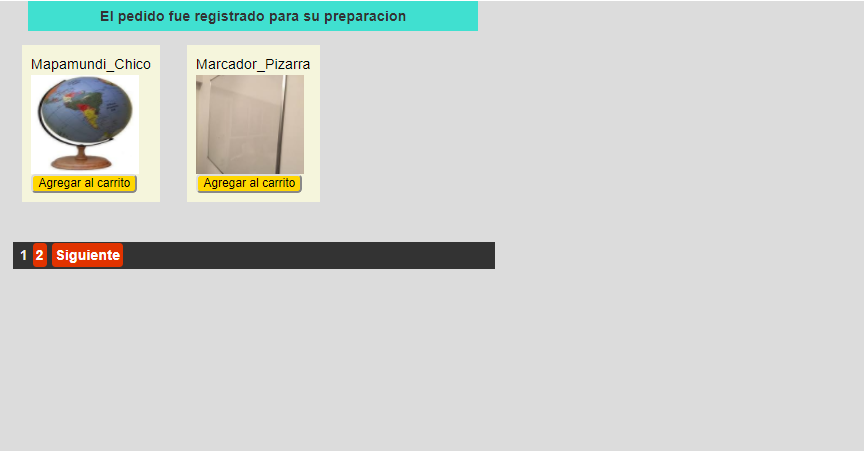 El pedido fue registrado para su preparacion
Mapamundi_Chico
Marcador_Pizarra
Agregar al carrito
Agregar al carrito
1 2 Siguiente